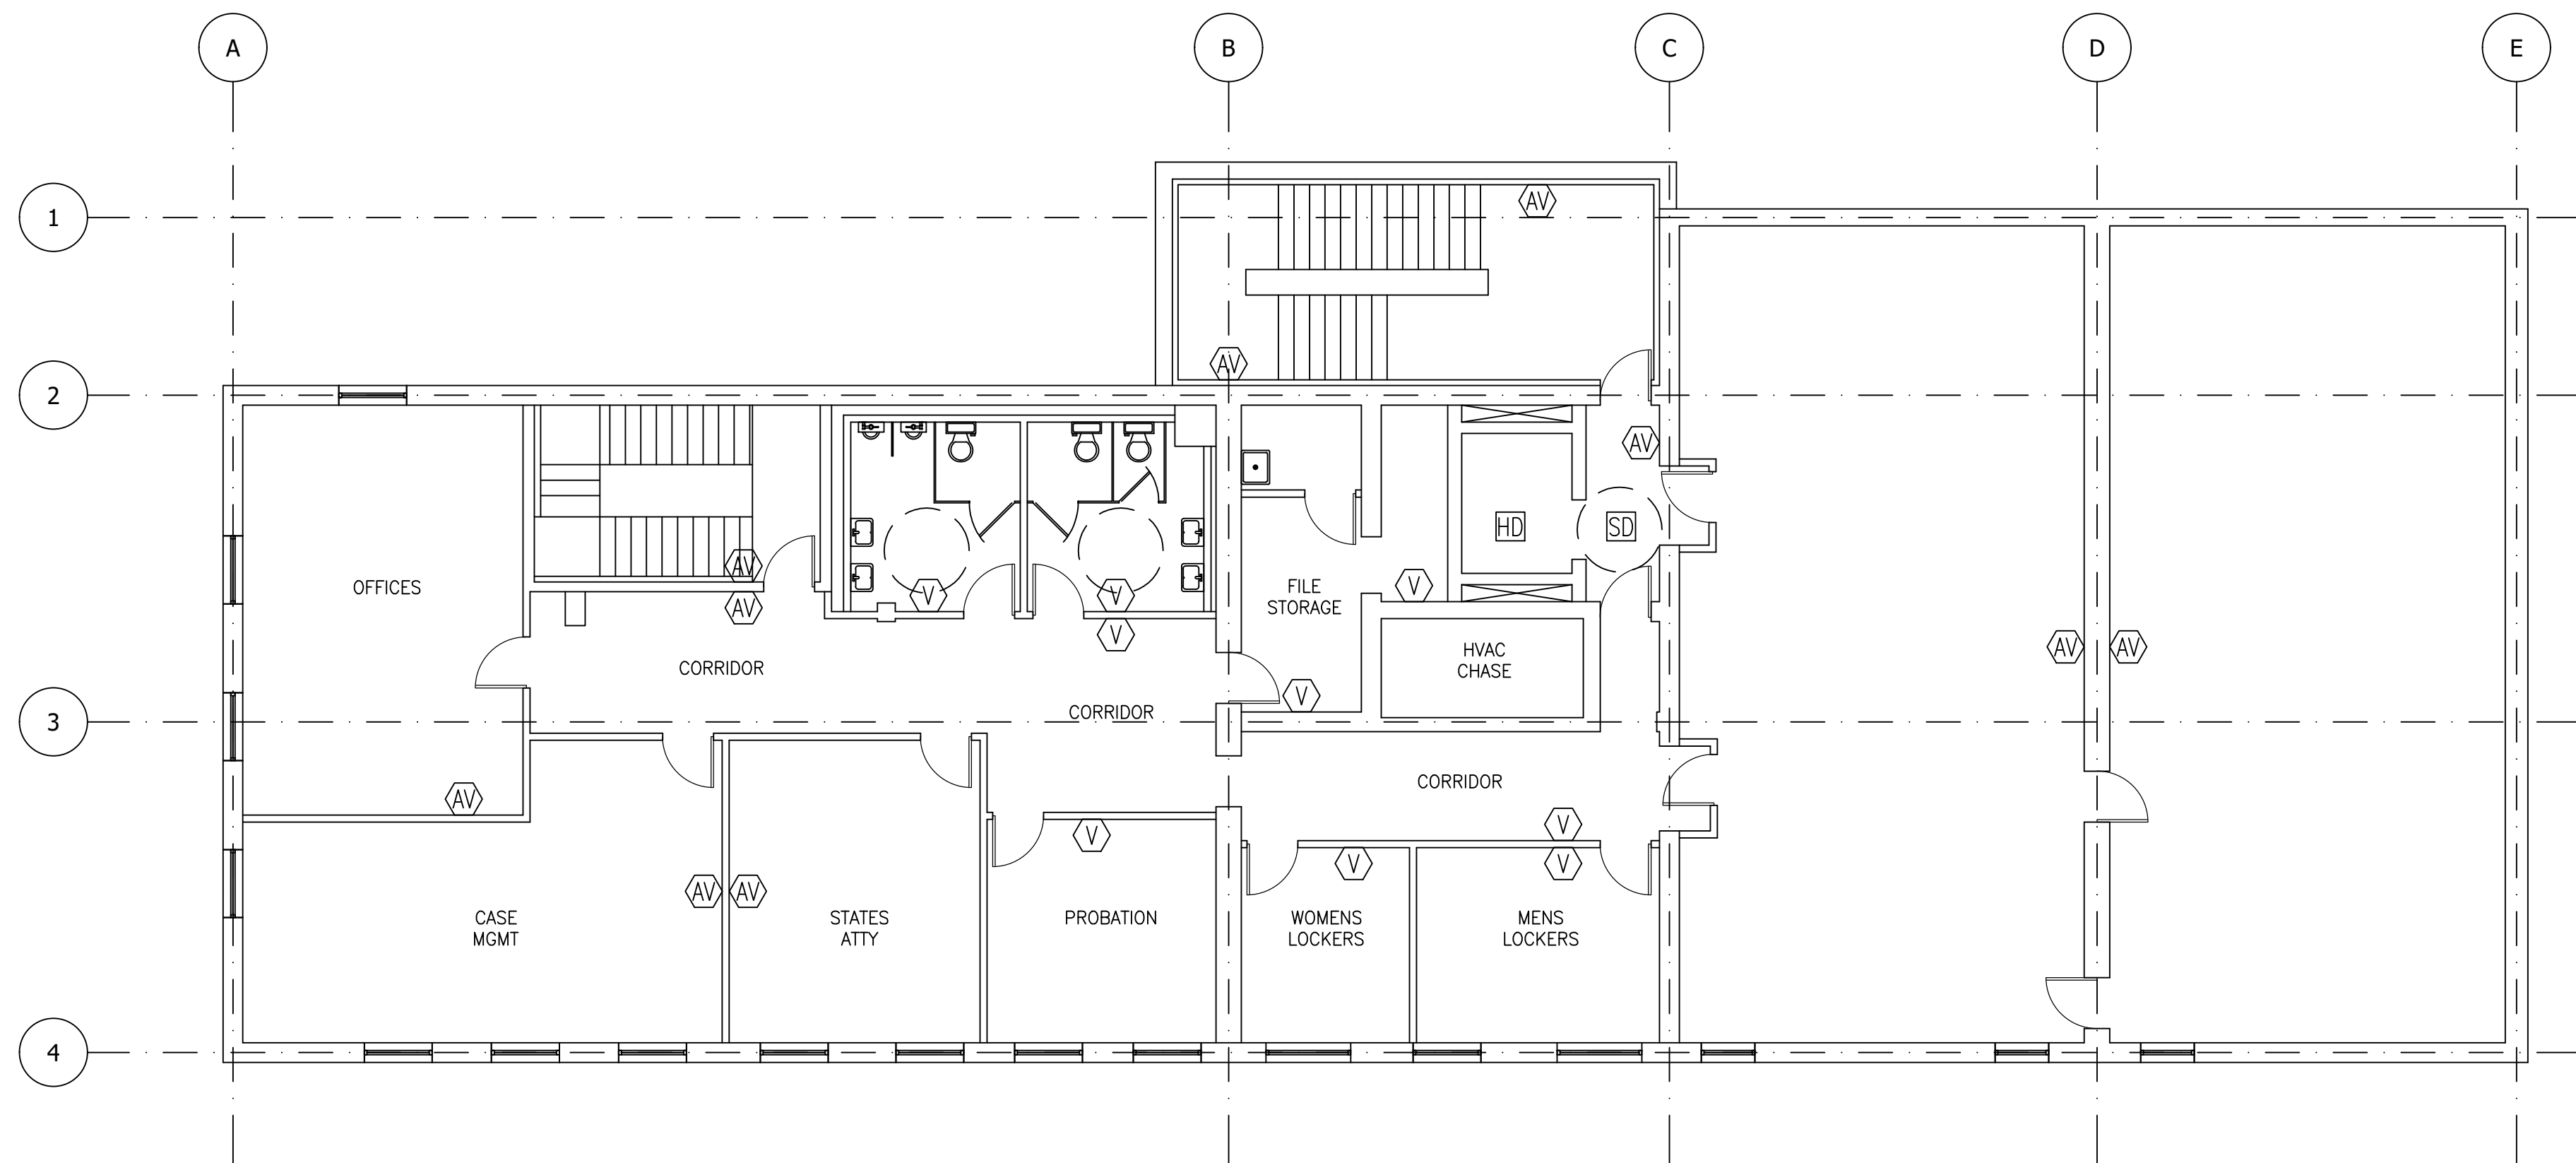 A
B
C
D
E
1
AV
2
AV
AV
HD
SD
AV
OFFICES
V
V
V
FILE
STORAGE
AV
V
AV
AV
HVAC
CHASE
CORRIDOR
V
CORRIDOR
3
CORRIDOR
AV
V
V
V
V
AV
AV
CASE
MGMT
STATES
ATTY
PROBATION
WOMENS
LOCKERS
MENS
LOCKERS
4